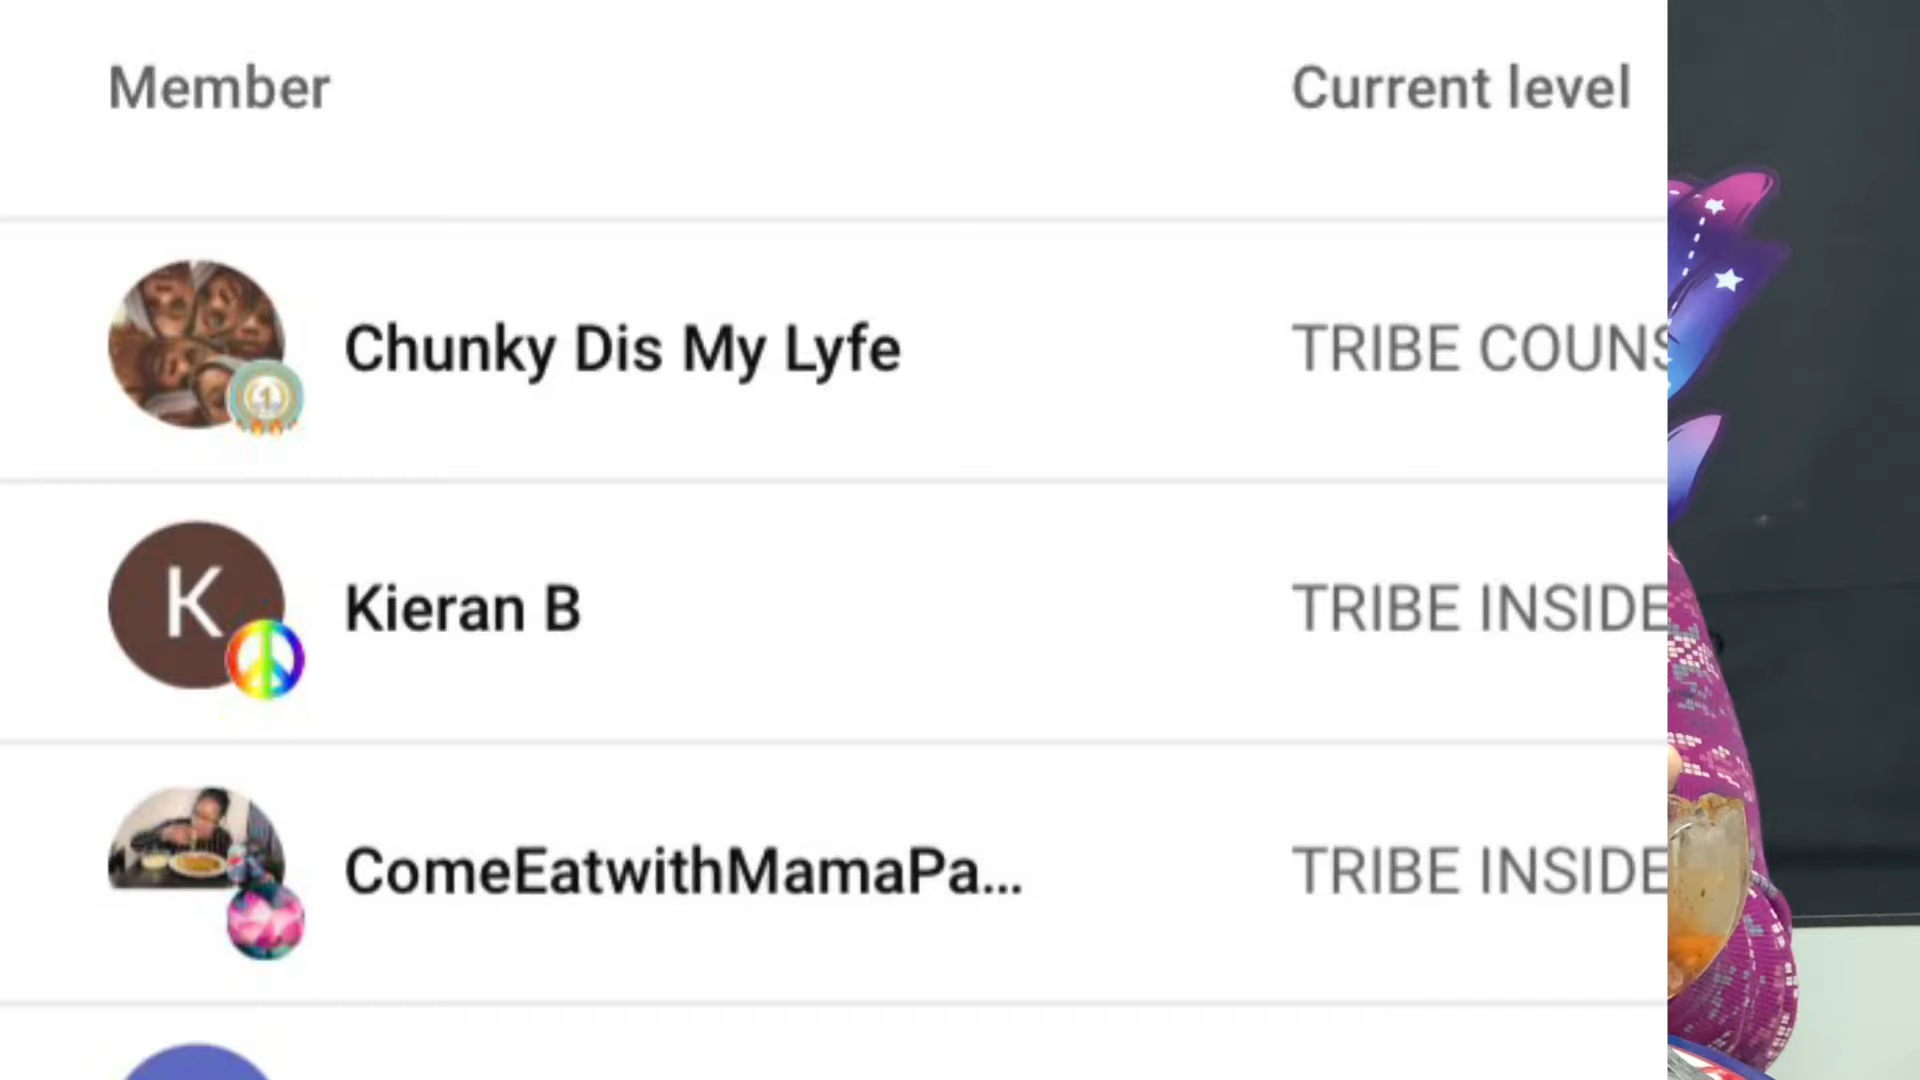 Member Current level
Chunky Dis My Lyfe TRIBE COUNS
K Kieran B TRIBE INSIDE
ComeEatwithMamaPa... TRIBE INSIDE